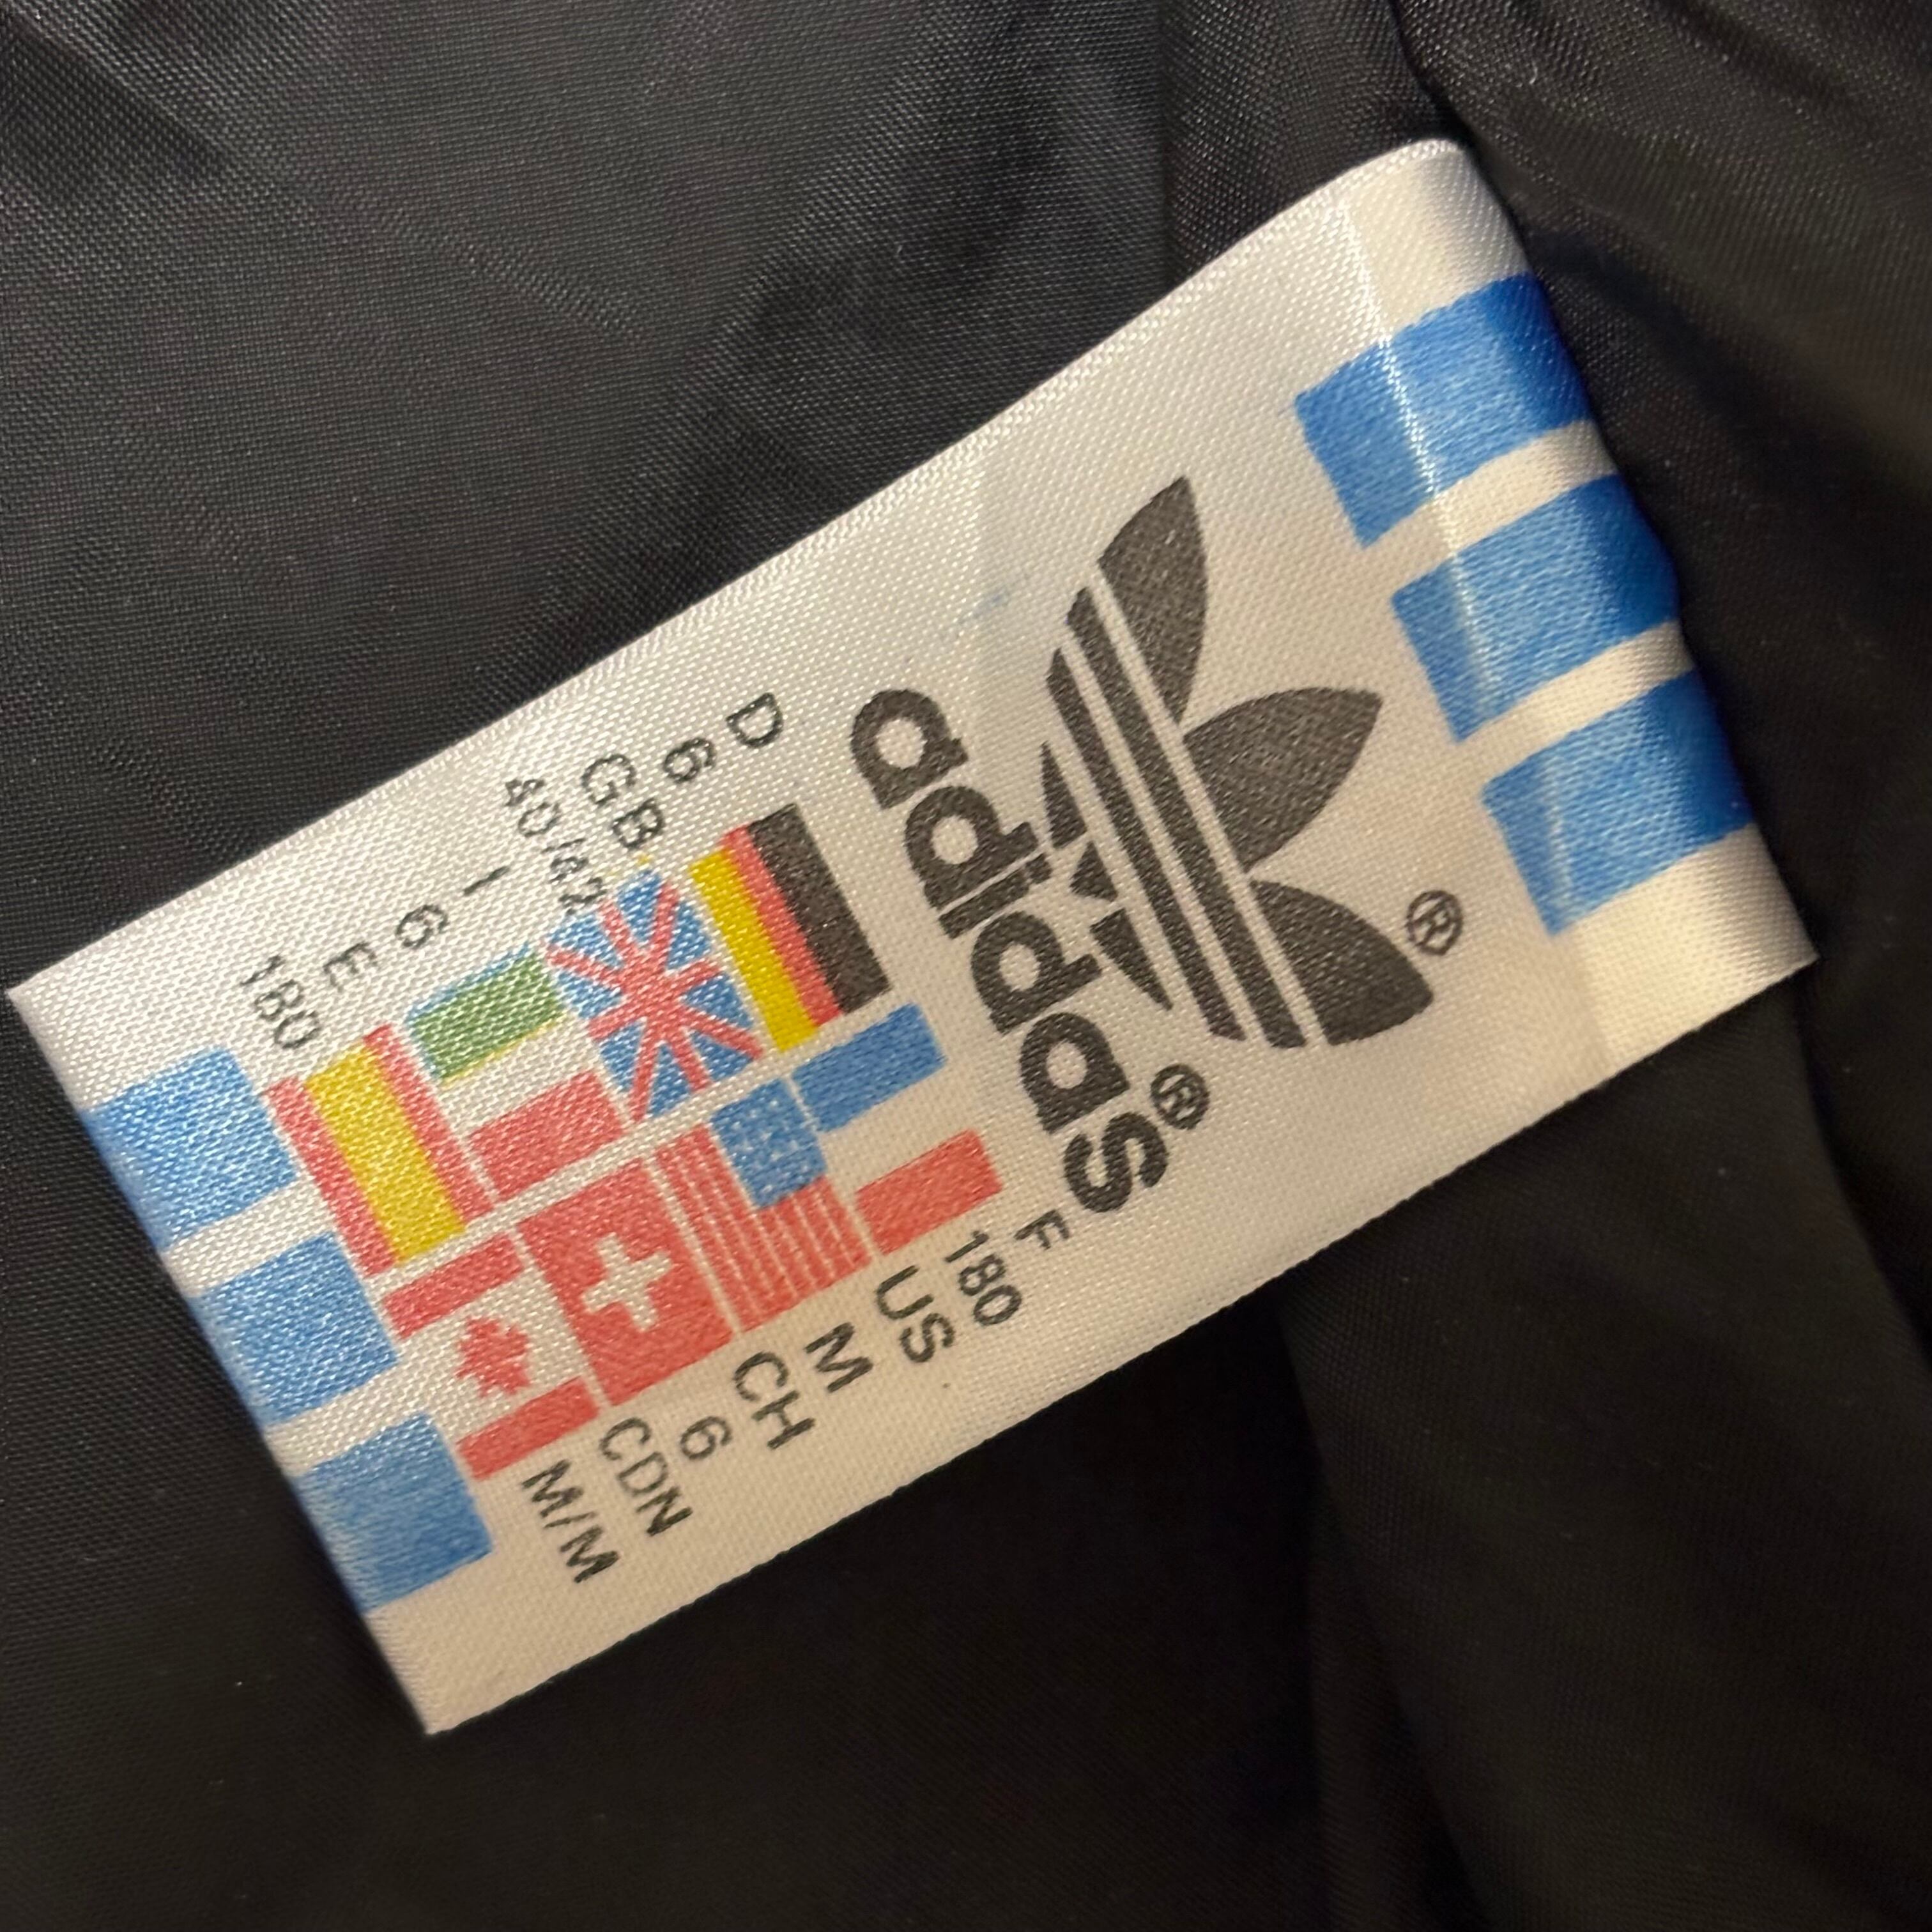 ®
adidas®
D
6
GB
40/42
I
6
E
180
F
180
US
M
CH
6
CDN
M/M